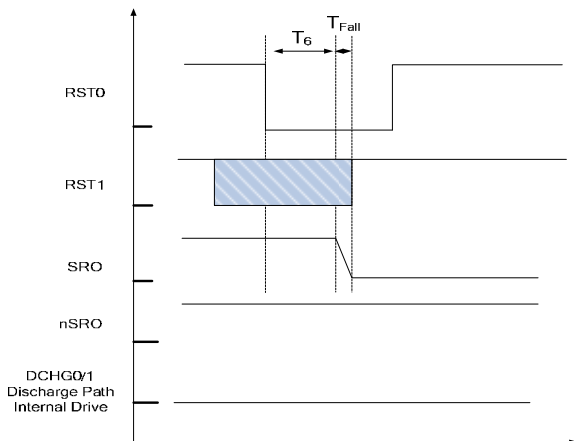 T6
TFall
RST0
RST1
SRO
nSRO
DCHG0/1
Discharge Path
Internal Drive